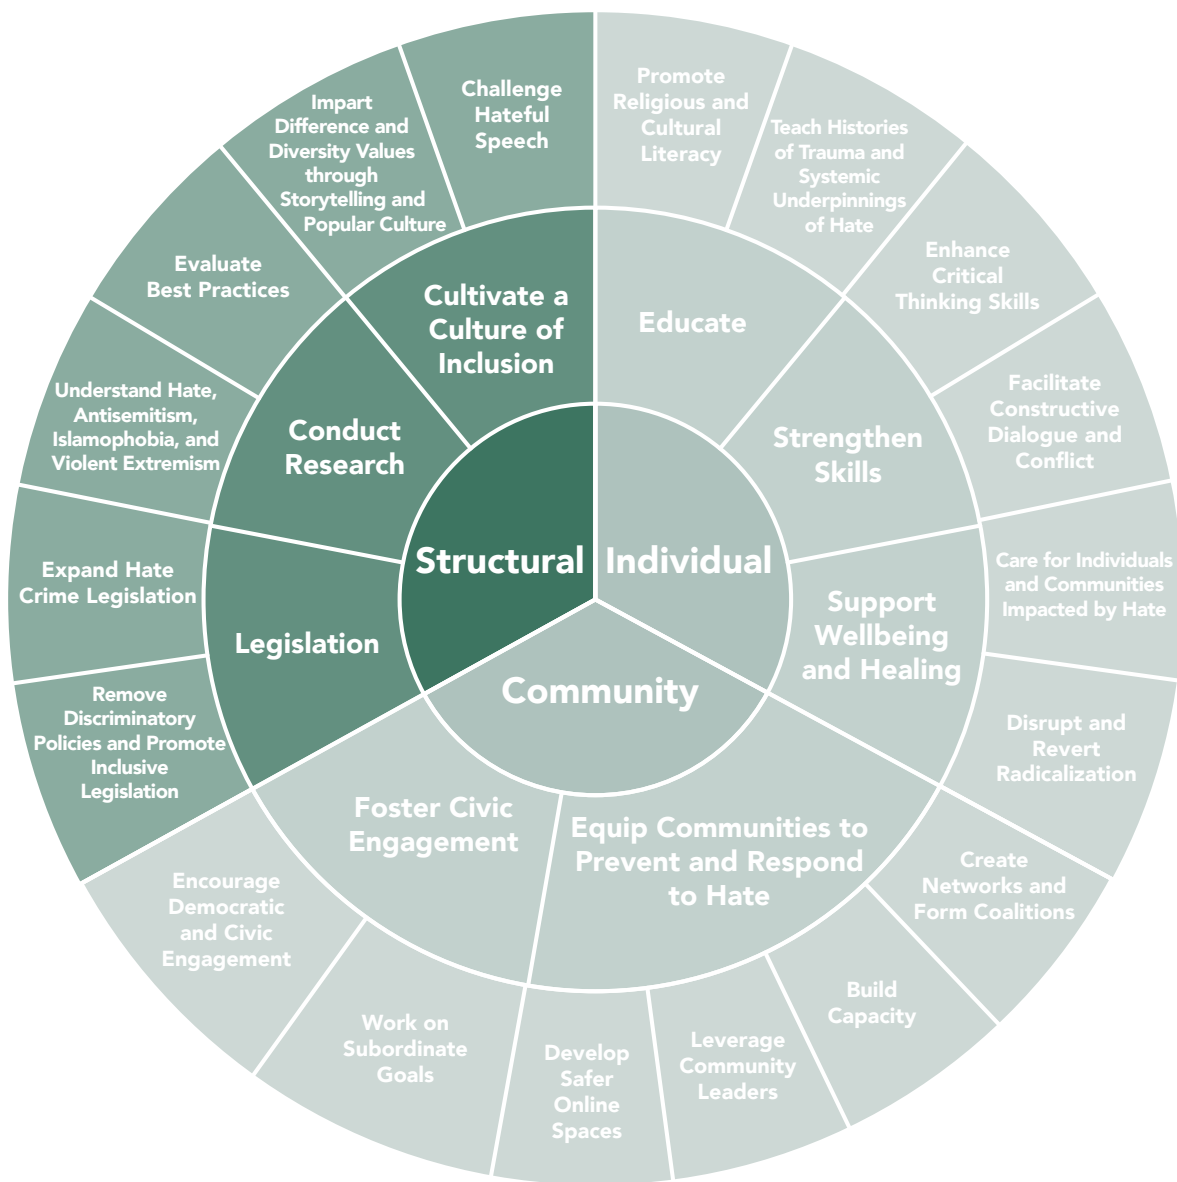 Structural
Individual
Community
Cultivate a
Culture of
Inclusion
Educate
Strengthen
Skills
Support
Wellbeing
and Healing
Equip Communities to
Prevent and Respond
to Hate
Foster Civic
Engagement
Legislation
Conduct
Research
Challenge
Hateful
Speech
Promote
Religious and
Cultural
Literacy
Teach Histories
of Trauma and
Systemic
Underpinnings
of Hate
Enhance
Critical
Thinking Skills
Facilitate
Constructive
Dialogue and
Conflict
Care for Individuals
and Communities
Impacted by Hate
Disrupt and
Revert
Radicalization
Create
Networks and
Form Coalitions
Build
Capacity
Leverage
Community
Leaders
Develop
Safer
Online
Spaces
Work on
Subordinate
Goals
Encourage
Democratic
and Civic
Engagement
Remove
Discriminatory
Policies and Promote
Inclusive
Legislation
Expand Hate
Crime Legislation
Understand Hate,
Antisemitism,
Islamophobia, and
Violent Extremism
Evaluate
Best Practices
Impart
Difference and
Diversity Values
through
Storytelling and
Popular Culture